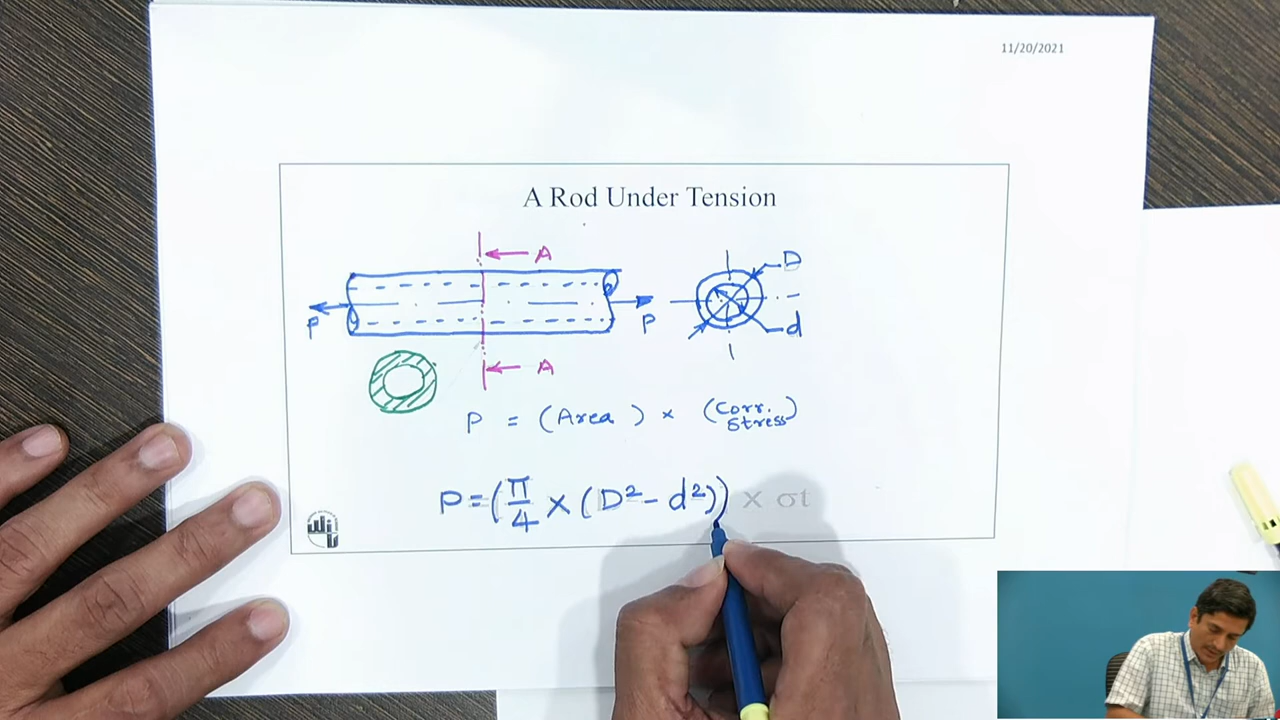 11/20/2021
A Rod Under Tension
A
D
P
P
d
A
P = (Area) × (Corr. Stress)
P = (π/4 × (D² - d²)) × σt